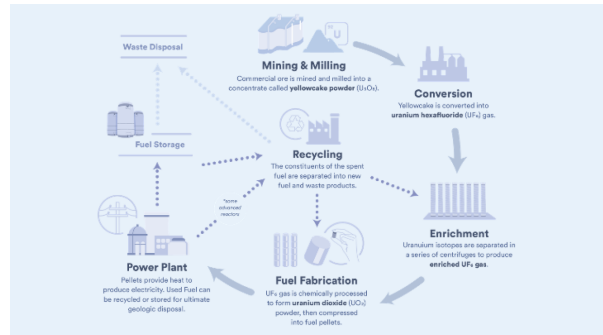 Waste Disposal
U
Mining & Milling
Commercial ore is mined and milled into a
concentrate called yellowcake powder (U₃O₈).
Conversion
Yellowcake is converted into
uranium hexafluoride (UF₆) gas.
Fuel Storage
Recycling
The constituents of the spent
fuel are separated into new
fuel and waste products.
*some
advanced
reactors
Enrichment
Uranuium isotopes are separated in
a series of centrifuges to produce
enriched UF₆ gas.
Power Plant
Pellets provide heat to
produce electricity. Used Fuel can
be recycled or stored for ultimate
geologic disposal.
Fuel Fabrication
UF₆ gas is chemically processed
to form uranium dioxide (UO₂)
powder, then compressed
into fuel pellets.